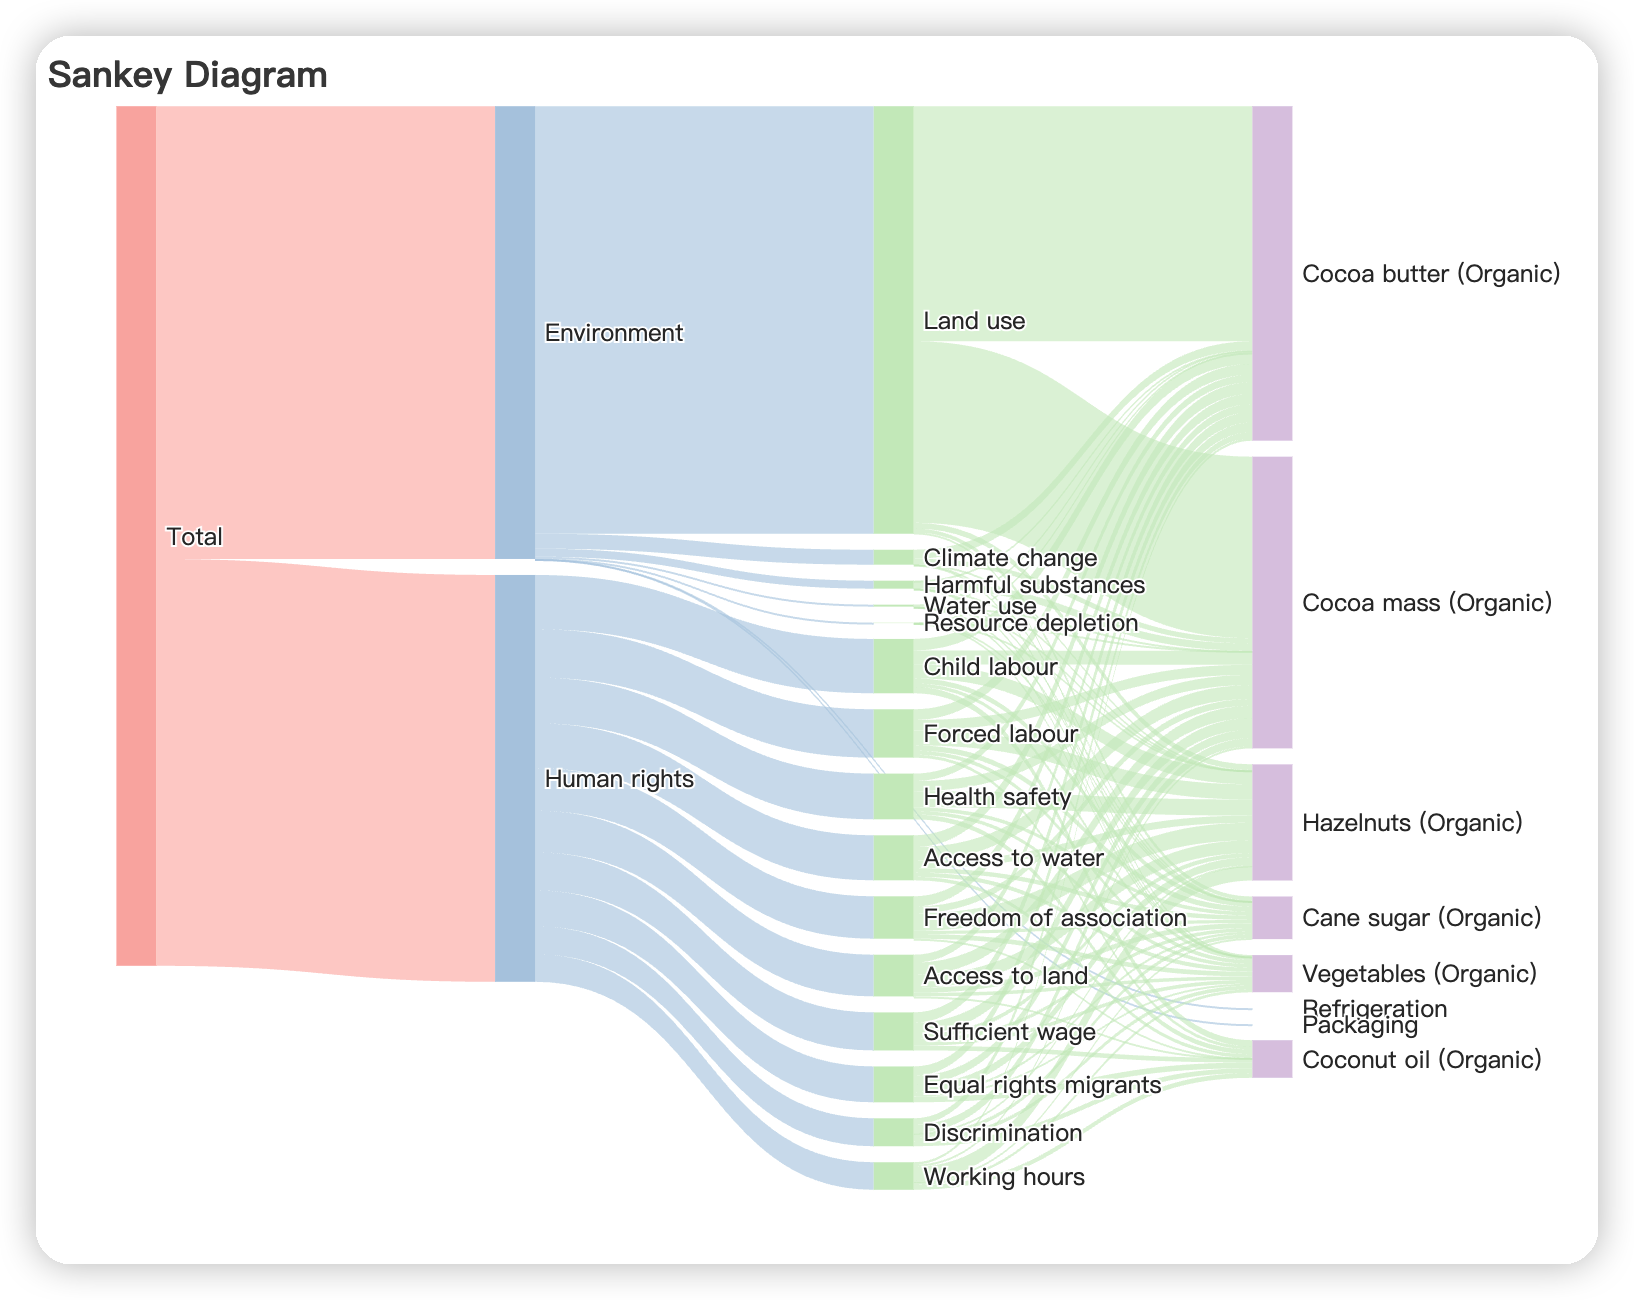 Sankey Diagram
Total
Environment
Human rights
Land use
Climate change
Harmful substances
Water use
Resource depletion
Child labour
Forced labour
Health safety
Access to water
Freedom of association
Access to land
Sufficient wage
Equal rights migrants
Discrimination
Working hours
Cocoa butter (Organic)
Cocoa mass (Organic)
Hazelnuts (Organic)
Cane sugar (Organic)
Vegetables (Organic)
Refrigeration
Packaging
Coconut oil (Organic)